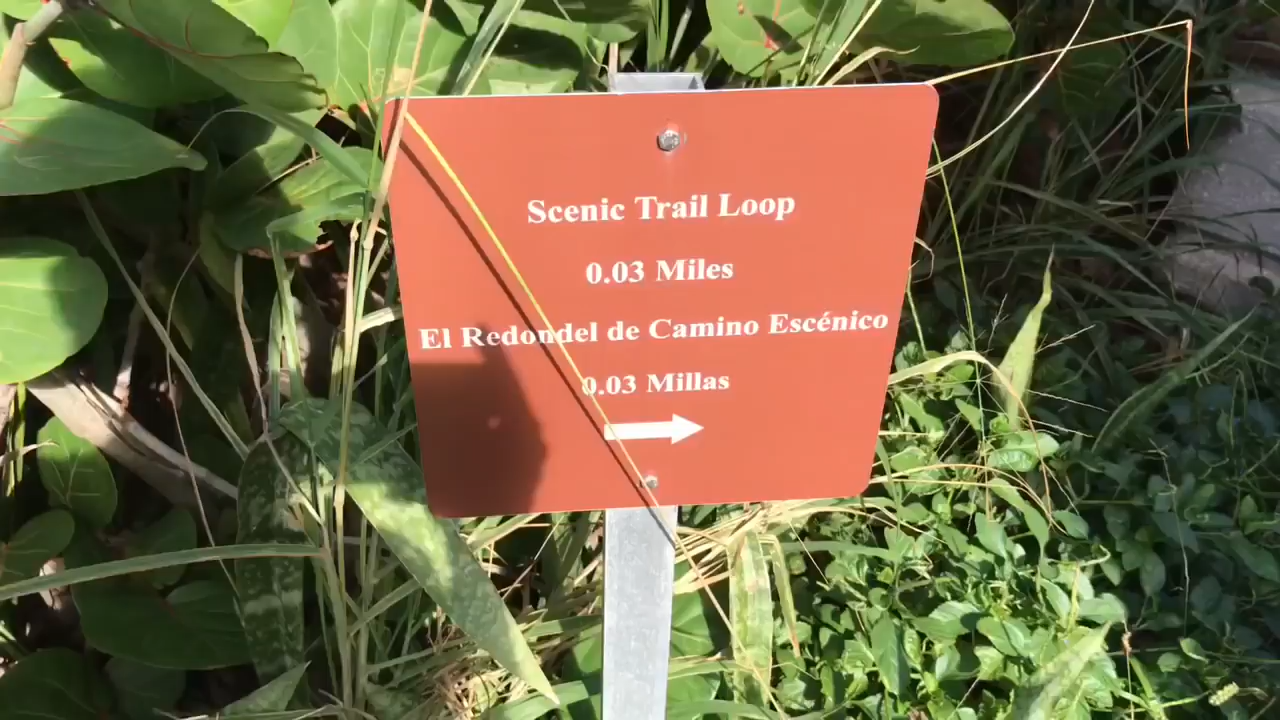 Scenic Trail Loop
0.03 Miles
El Redondel de Camino Escénico
0.03 Millas